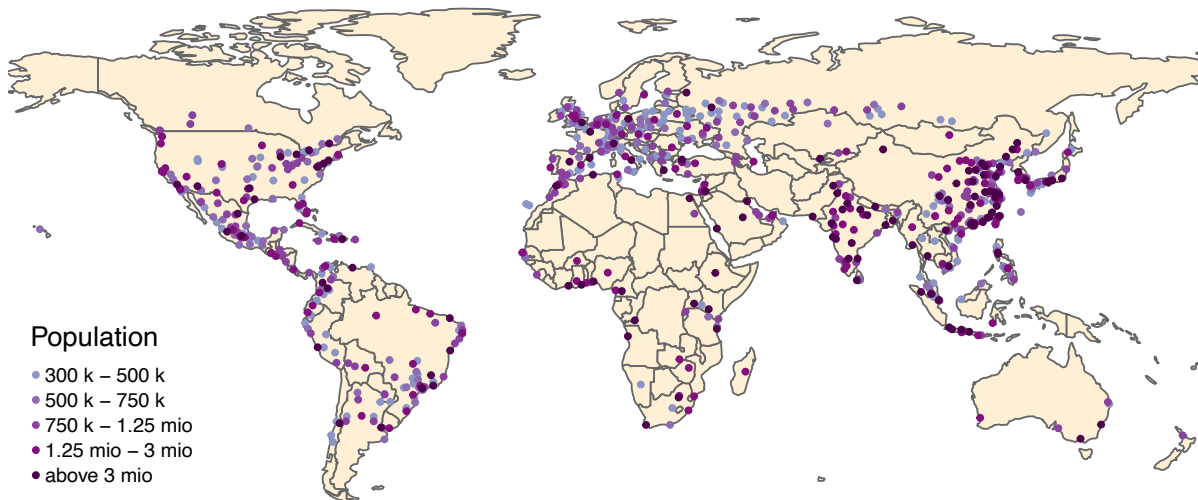 Population
300 k − 500 k
500 k − 750 k
750 k − 1.25 mio
1.25 mio − 3 mio
above 3 mio